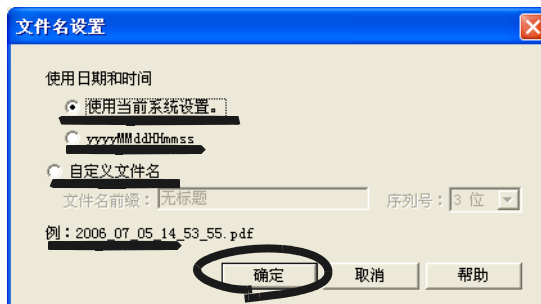 文件名设置
使用日期和时间
使用当前系统设置。
yyyyMMddHHmmss
自定义文件名
文件名前缀：无标题 序列号：3 位
例：2006_07_05_14_53_55.pdf
确定 取消 帮助